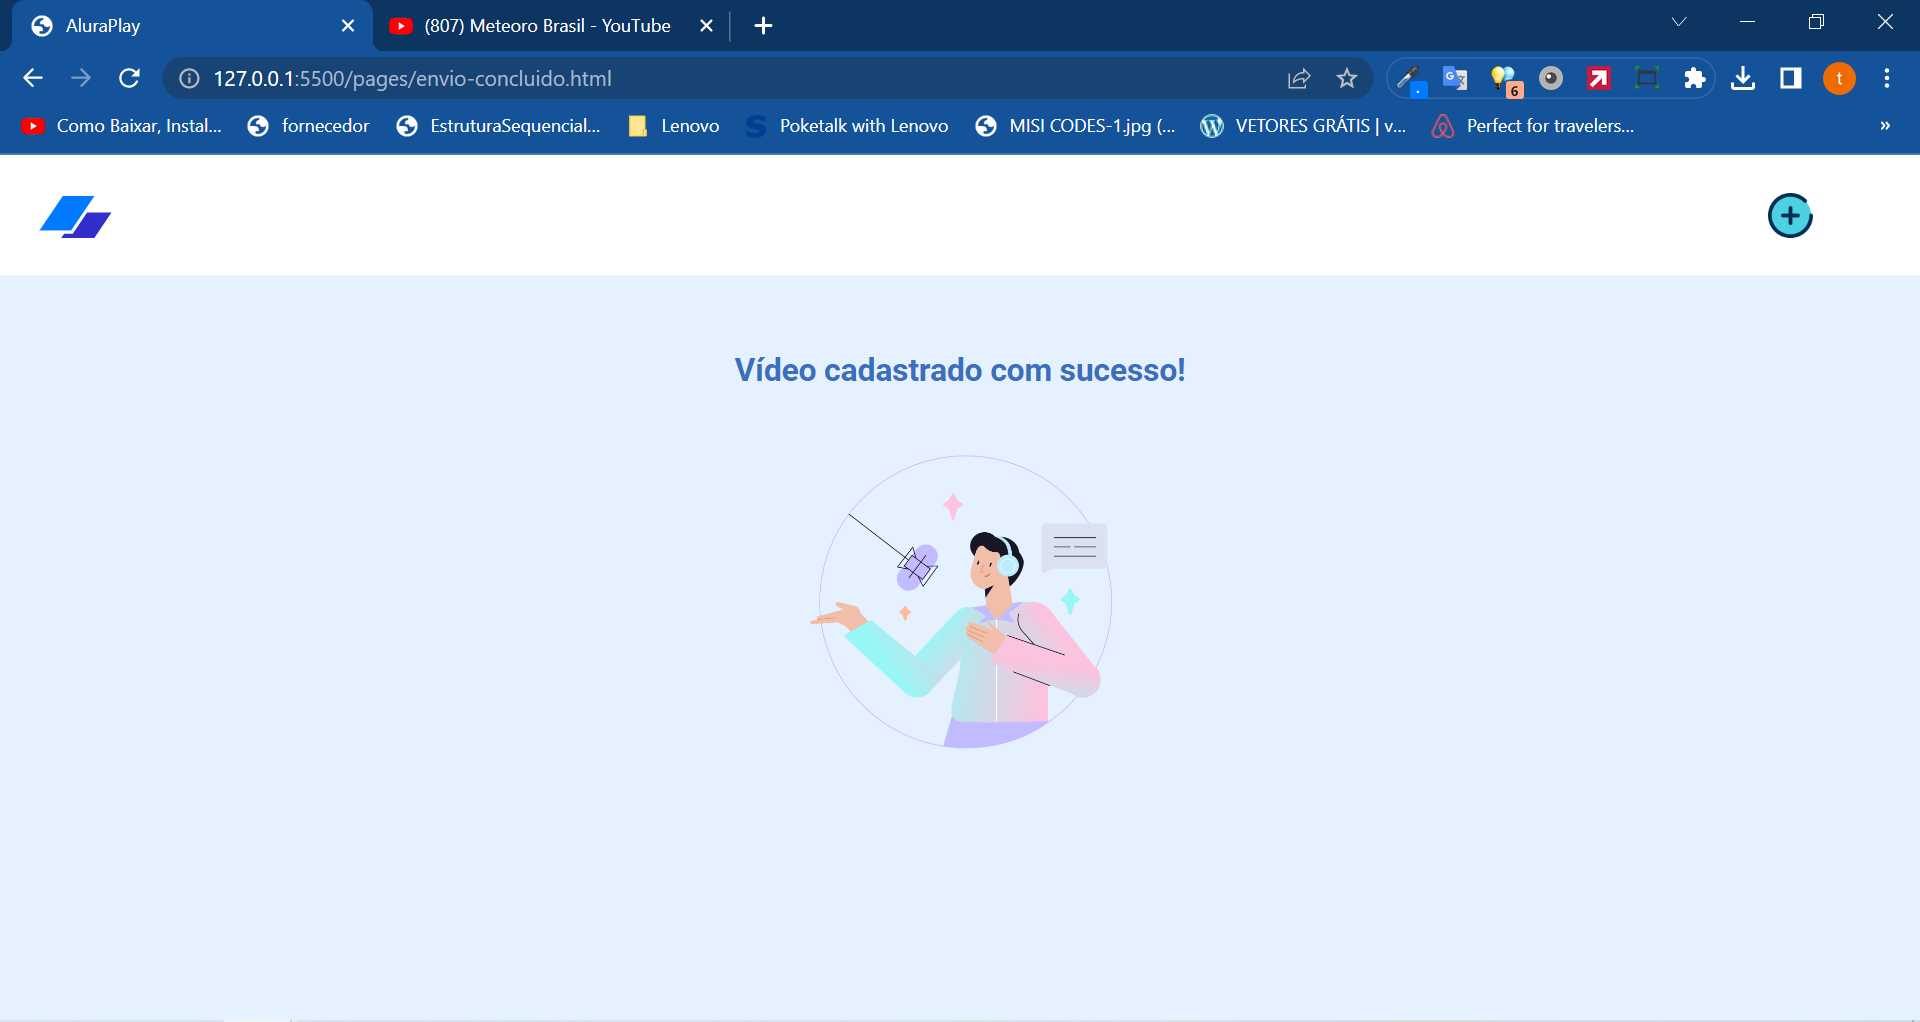 AluraPlay
(807) Meteoro Brasil - YouTube
127.0.0.1:5500/pages/envio-concluido.html
6
t
Como Baixar, Instal...
fornecedor
EstruturaSequencial...
Lenovo
Poketalk with Lenovo
MISI CODES-1.jpg (...
VETORES GRÁTIS | v...
Perfect for travelers...
»
Vídeo cadastrado com sucesso!